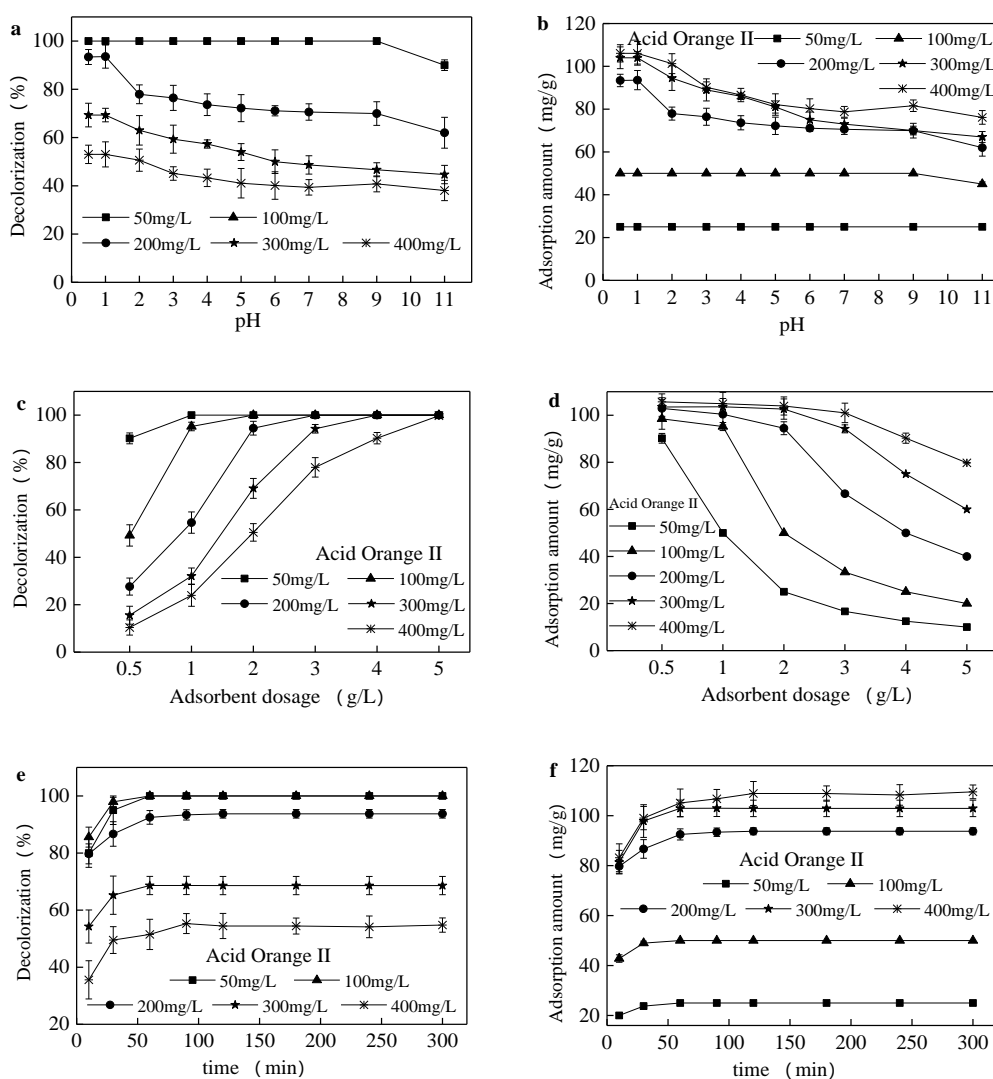 a
100
80
60
40
20
0
Decolorization (%)
50mg/L 100mg/L
200mg/L 300mg/L 400mg/L
0 1 2 3 4 5 6 7 8 9 10 11
pH
b
120
100
80
60
40
20
0
Adsorption amount (mg/g)
Acid Orange II
50mg/L 100mg/L
200mg/L 300mg/L
400mg/L
0 1 2 3 4 5 6 7 8 9 10 11
pH
c
100
80
60
40
20
0
Decolorization (%)
Acid Orange II
50mg/L 100mg/L
200mg/L 300mg/L
400mg/L
0.5 1 2 3 4 5
Adsorbent dosage (g/L)
d
100
80
60
40
20
0
Adsorption amount (mg/g)
Acid Orange II
50mg/L
100mg/L
200mg/L
300mg/L
400mg/L
0.5 1 2 3 4 5
Adsorbent dosage (g/L)
e
100
80
60
40
20
Decolorization (%)
Acid Orange II
50mg/L 100mg/L
200mg/L 300mg/L 400mg/L
0 50 100 150 200 250 300
time (min)
f
120
100
80
60
40
20
Adsorption amount (mg/g)
Acid Orange II
50mg/L 100mg/L
200mg/L 300mg/L 400mg/L
0 50 100 150 200 250 300
time (min)